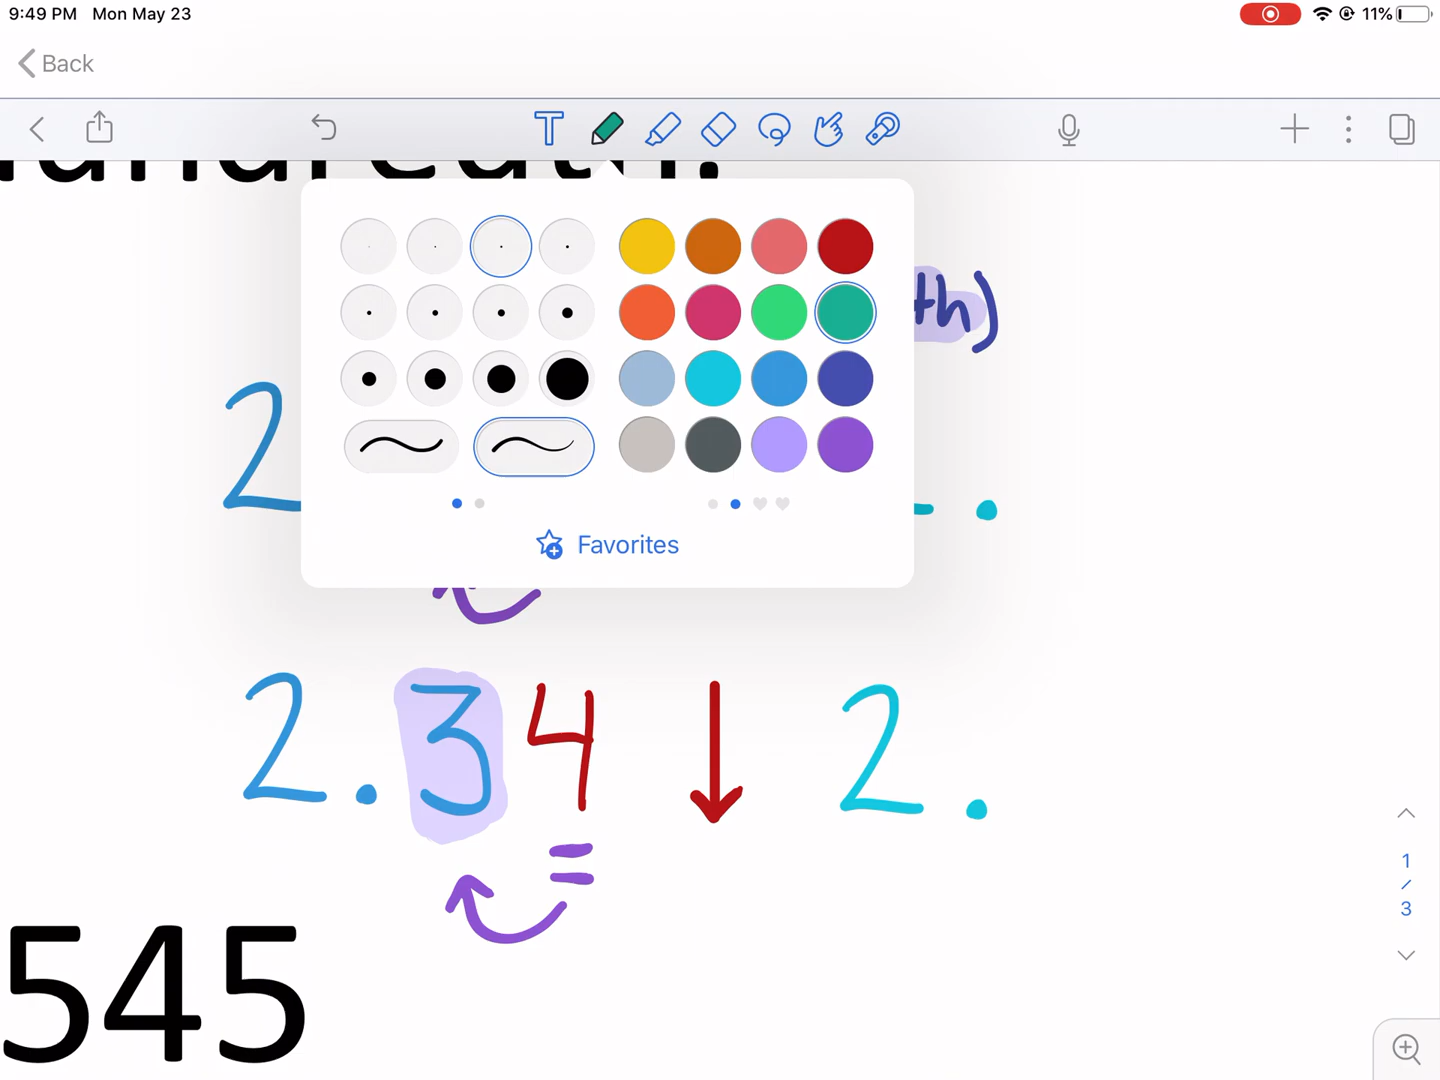 9:49 PM Mon May 23
11%
Back
T
th)
2
.
Favorites
2.34 ↓ 2.
=
1
/
3
545